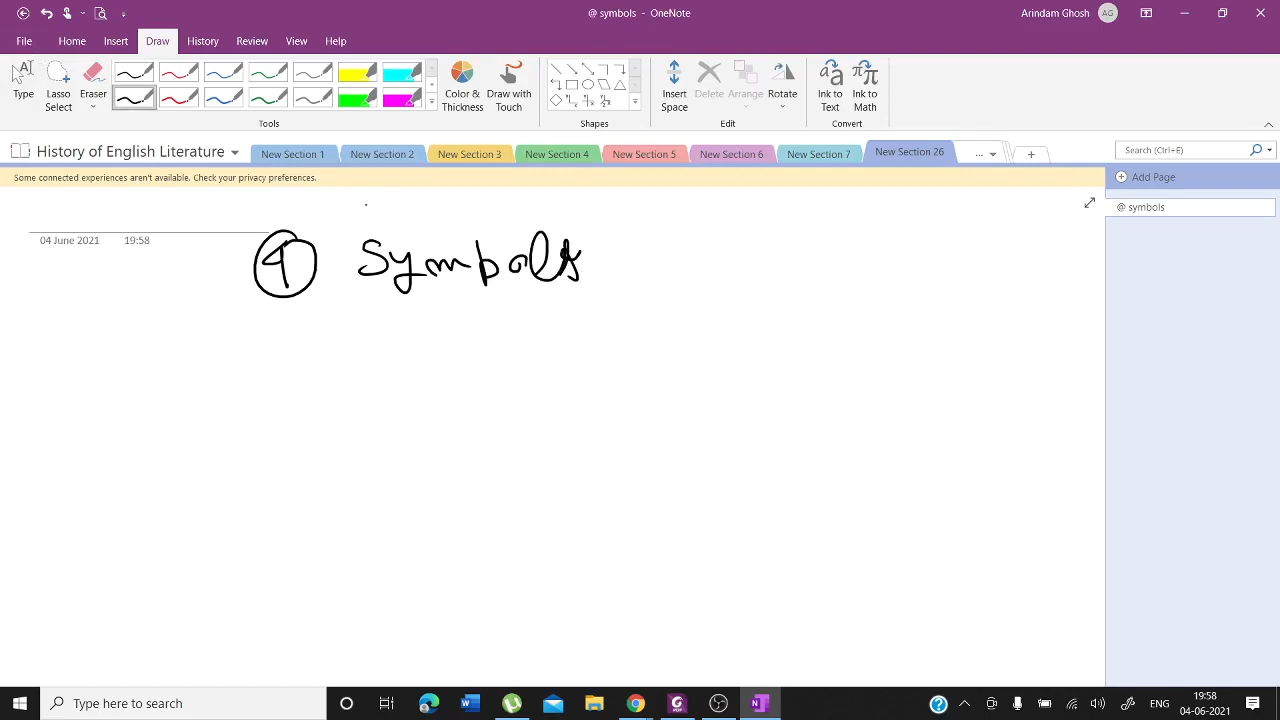 @ symbols - OneNote
Arindam Ghosh AG
File Home Insert Draw History Review View Help
Type Lasso Select Eraser Color & Thickness Draw with Touch Insert Space Delete Arrange Rotate Ink to Text Ink to Math
Tools Shapes Edit Convert
History of English Literature New Section 1 New Section 2 New Section 3 New Section 4 New Section 5 New Section 6 New Section 7 New Section 26 ... Search (Ctrl+E)
Some connected experiences aren't available. Check your privacy preferences.
Add Page
@ symbols
04 June 2021 19:58
Symbols
Type here to search
ENG 19:58
04-06-2021